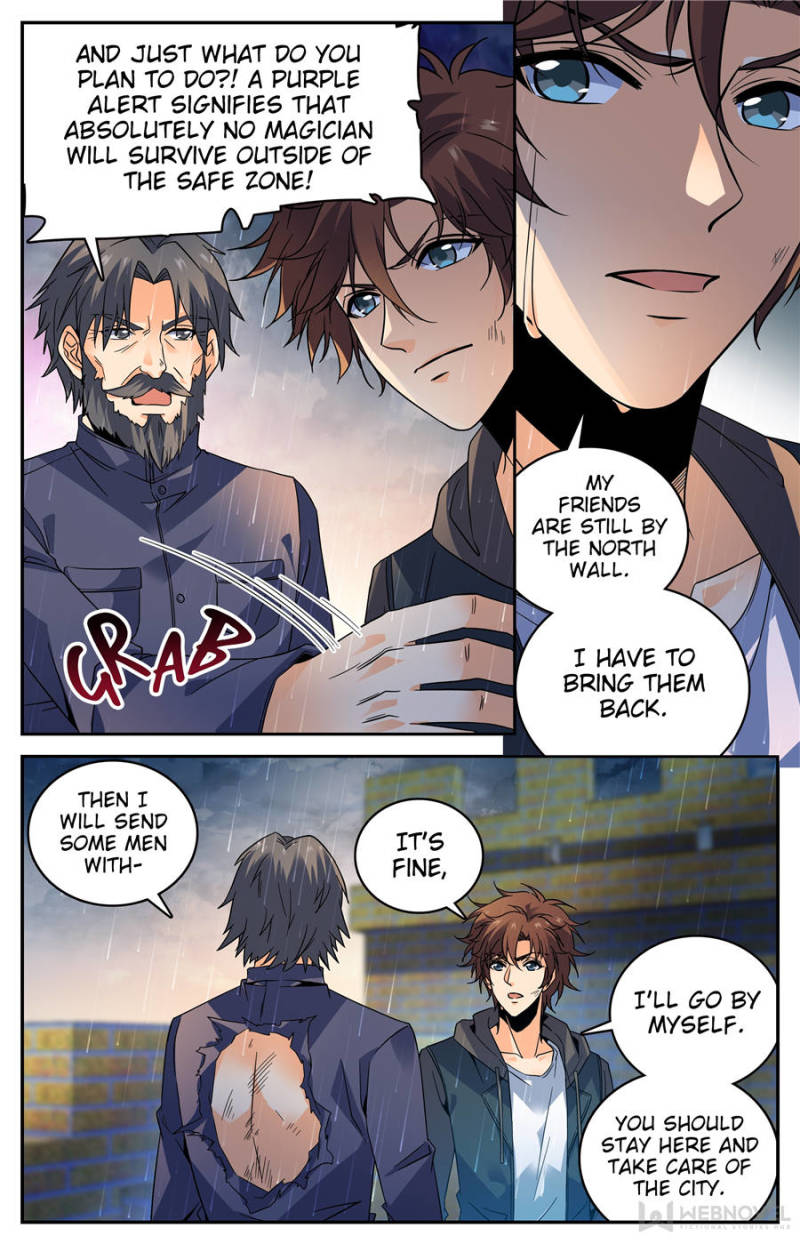 AND JUST WHAT DO YOU
PLAN TO DO?! A PURPLE
ALERT SIGNIFIES THAT
ABSOLUTELY NO MAGICIAN
WILL SURVIVE OUTSIDE OF
THE SAFE ZONE!
MY
FRIENDS
ARE STILL BY
THE NORTH
WALL.
I HAVE TO
BRING THEM
BACK.
GRAB
THEN I
WILL SEND
SOME MEN
WITH-
IT'S
FINE,
I'LL GO BY
MYSELF.
YOU SHOULD
STAY HERE AND
TAKE CARE OF
THE CITY.
WEBNOVEL
FICTIONAL STORIES HUB